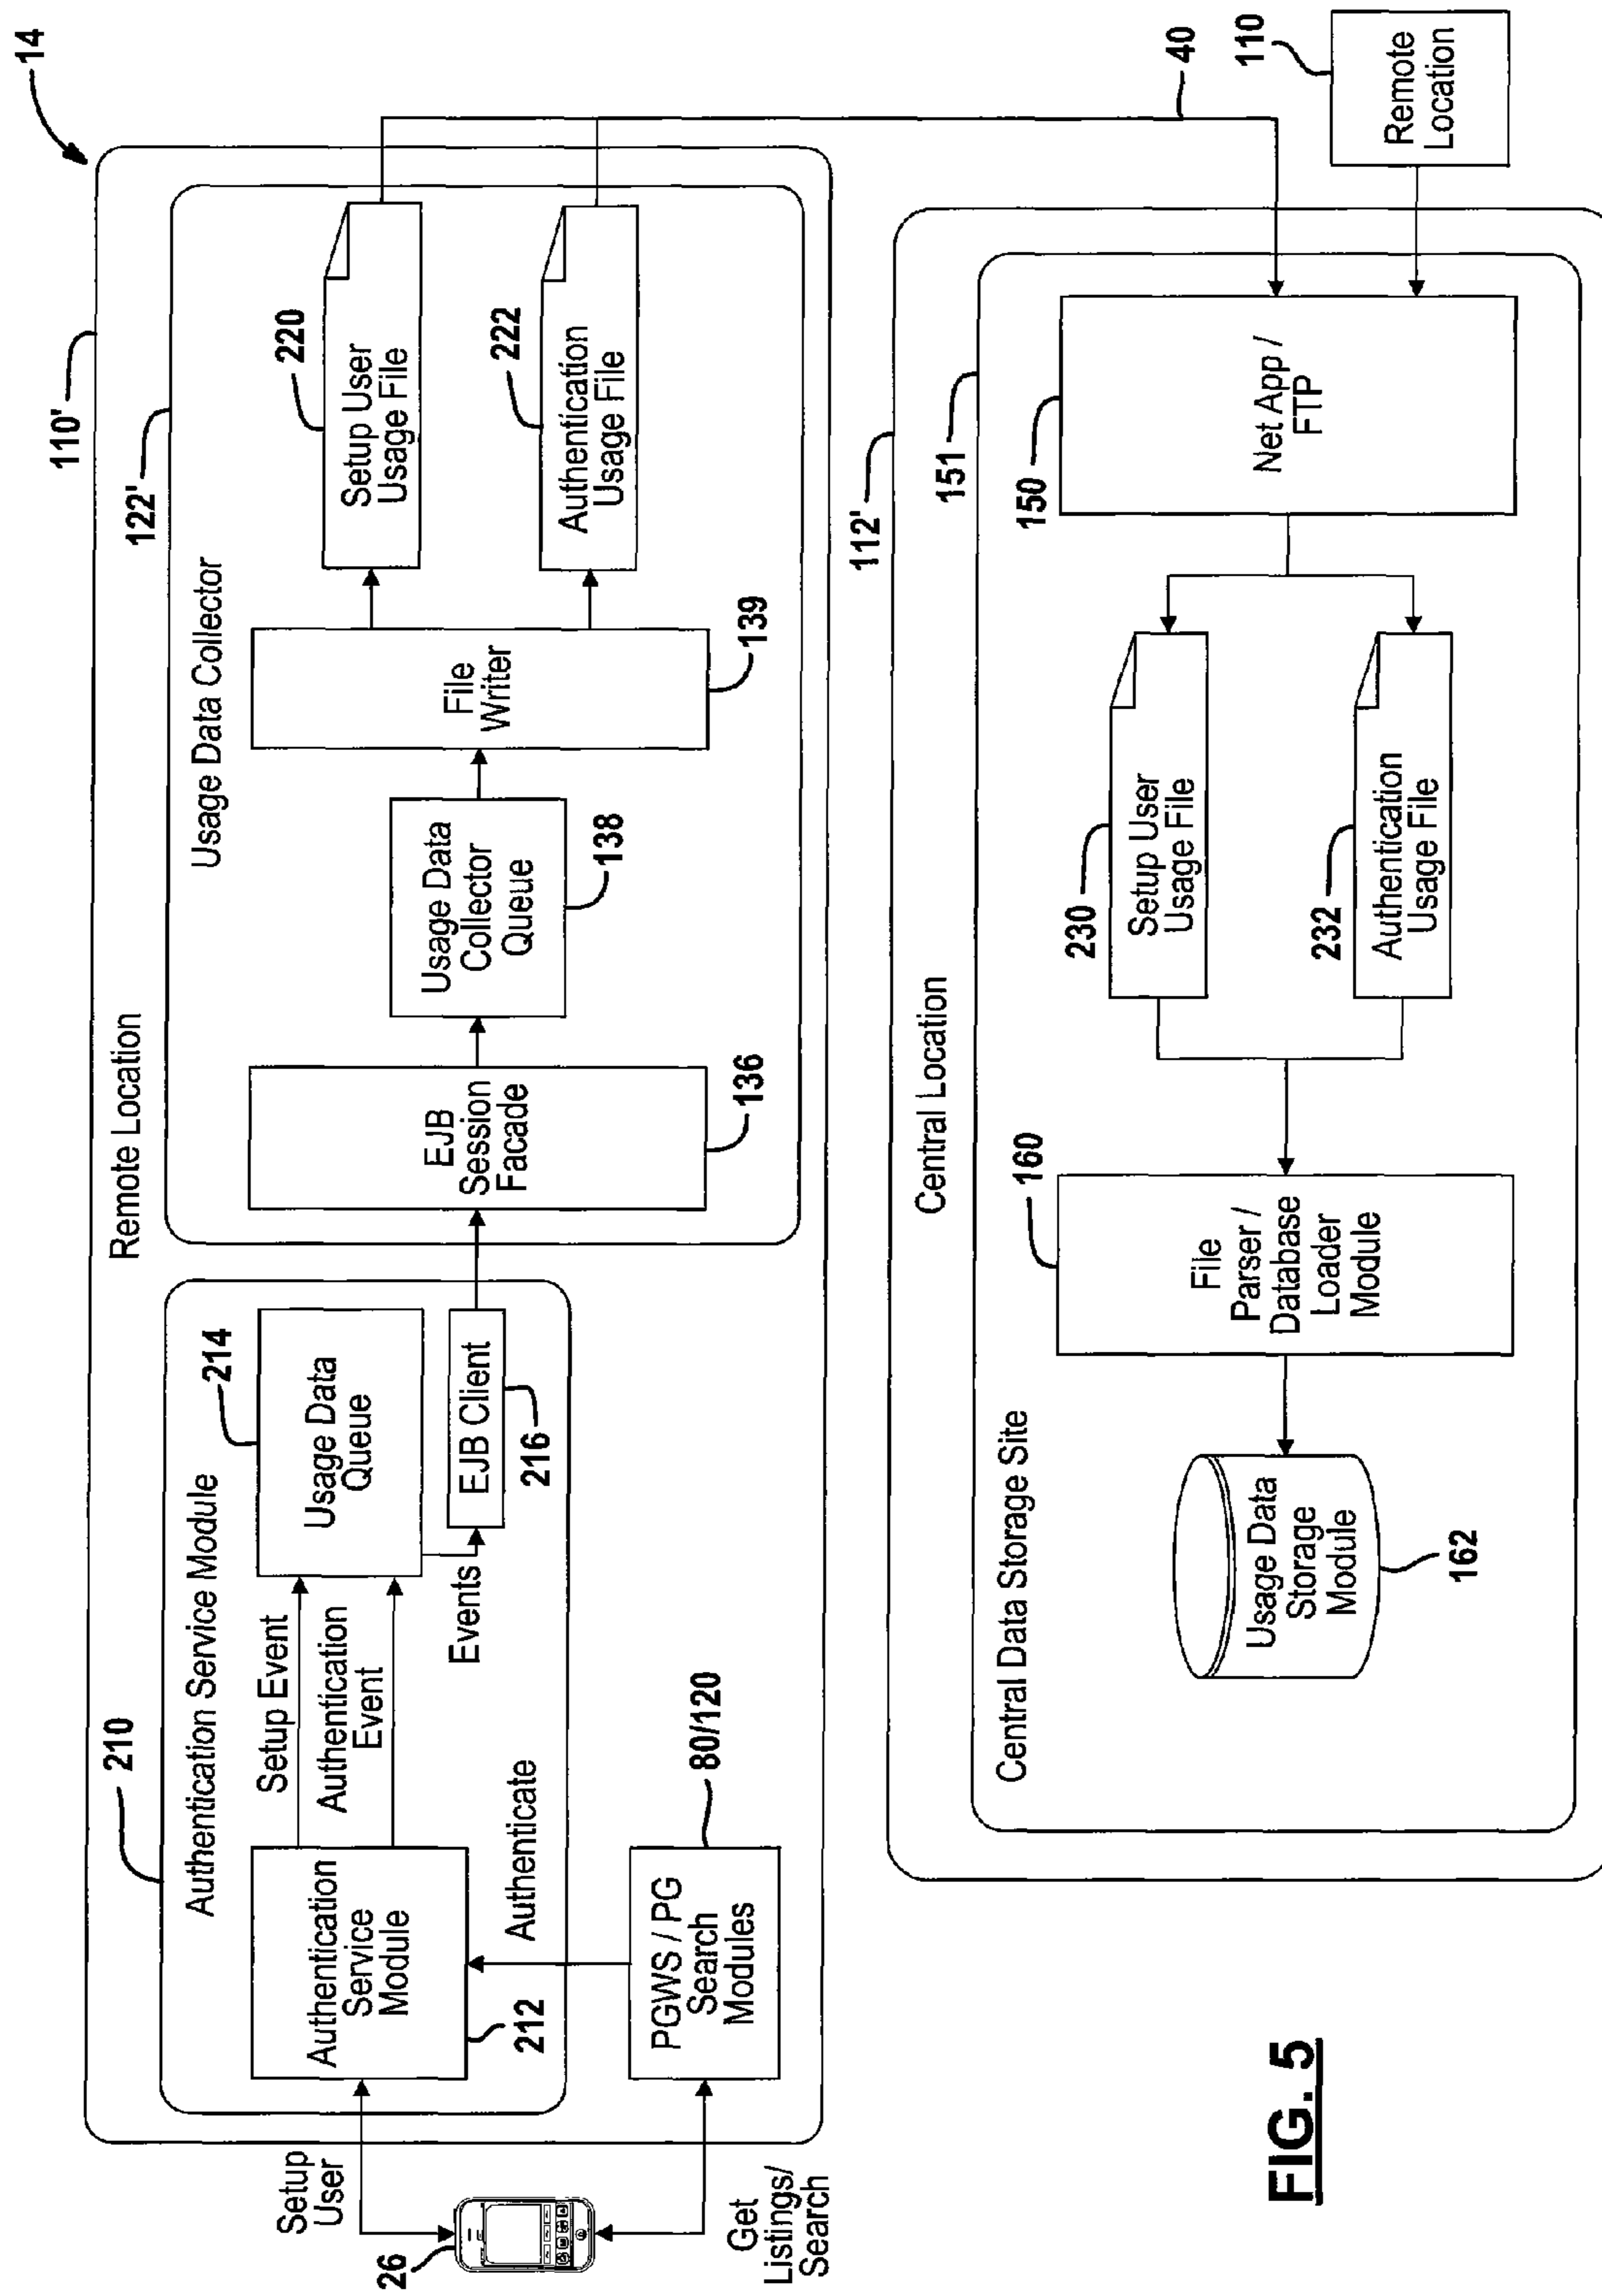 14
110'
Remote Location
210
Authentication Service Module
Setup
User
26
Get
Listings/
Search
Authentication
Service
Module
212
Setup Event
Authentication
Event
214
Usage Data
Queue
Events
EJB Client
216
Authenticate
PGWS / PG
Search
Modules
80/120
122'
Usage Data Collector
EJB
Session
Facade
136
Usage Data
Collector
Queue
138
File
Writer
139
220
Setup User
Usage File
222
Authentication
Usage File
40
110
Remote
Location
112'
Central Location
151
Central Data Storage Site
150
Net App /
FTP
230
Setup User
Usage File
232
Authentication
Usage File
160
File
Parser /
Database
Loader
Module
Usage Data
Storage
Module
162
FIG. 5